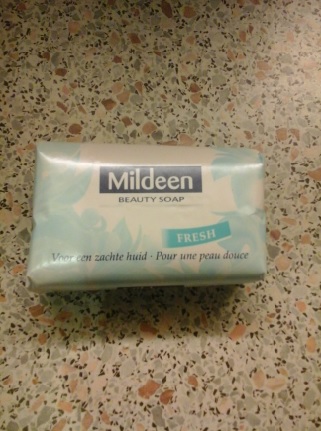 Mildeen
BEAUTY SOAP
FRESH
Voor een zachte huid · Pour une peau douce